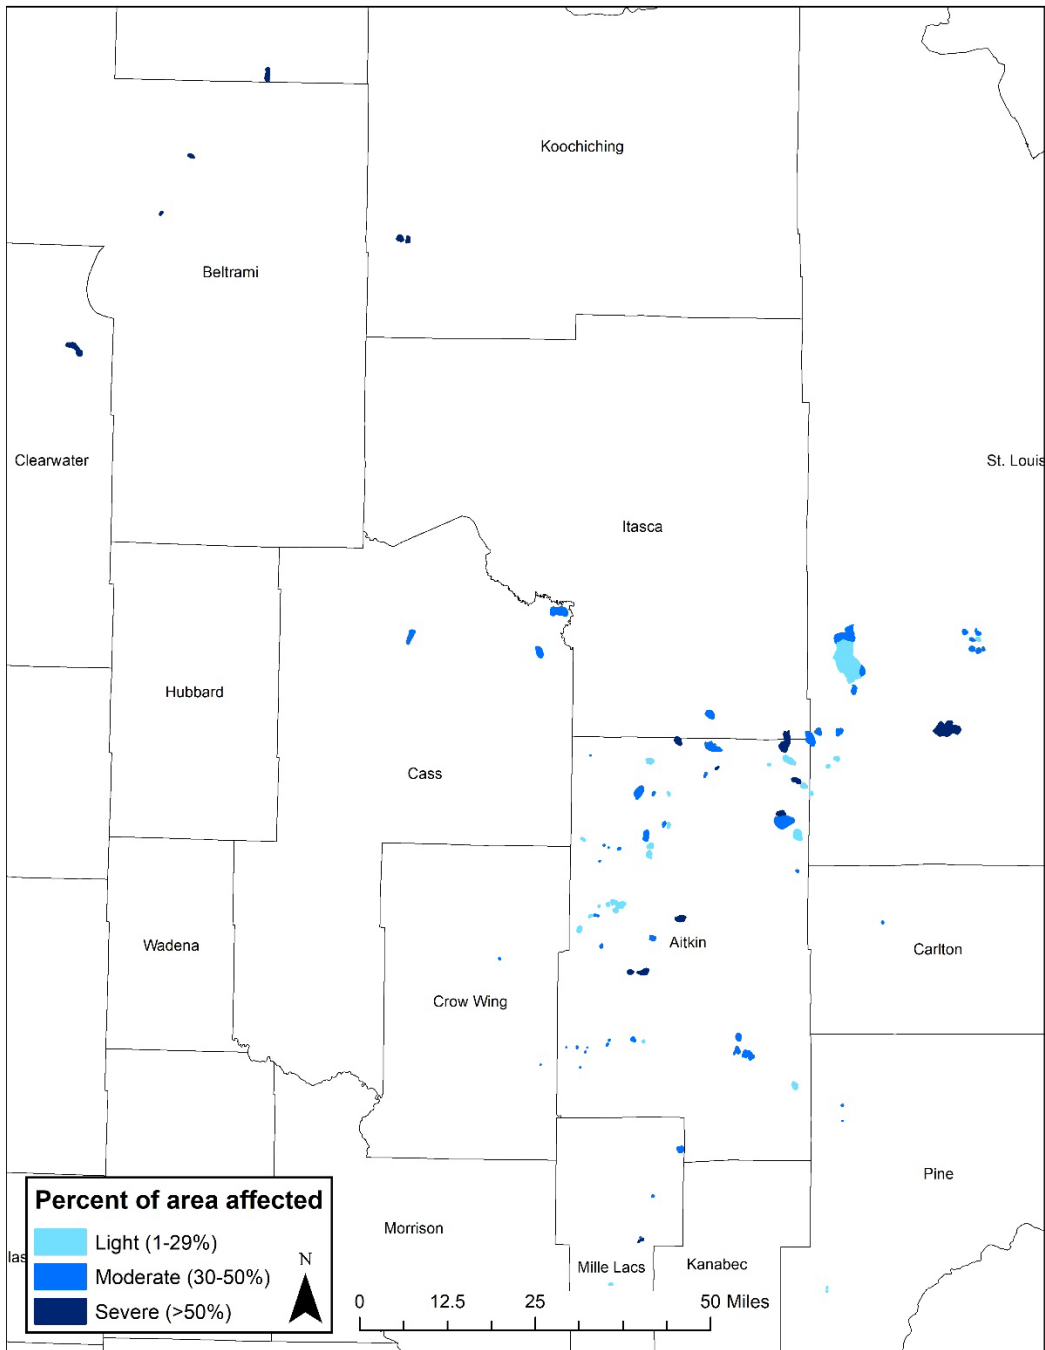 Koochiching
Beltrami
Clearwater
St. Louis
Itasca
Hubbard
Cass
Wadena
Aitkin
Carlton
Crow Wing
Pine
Morrison
Mille Lacs
Kanabec
las
Percent of area affected
Light (1-29%)
Moderate (30-50%)
Severe (>50%)
N
0 12.5 25 50 Miles